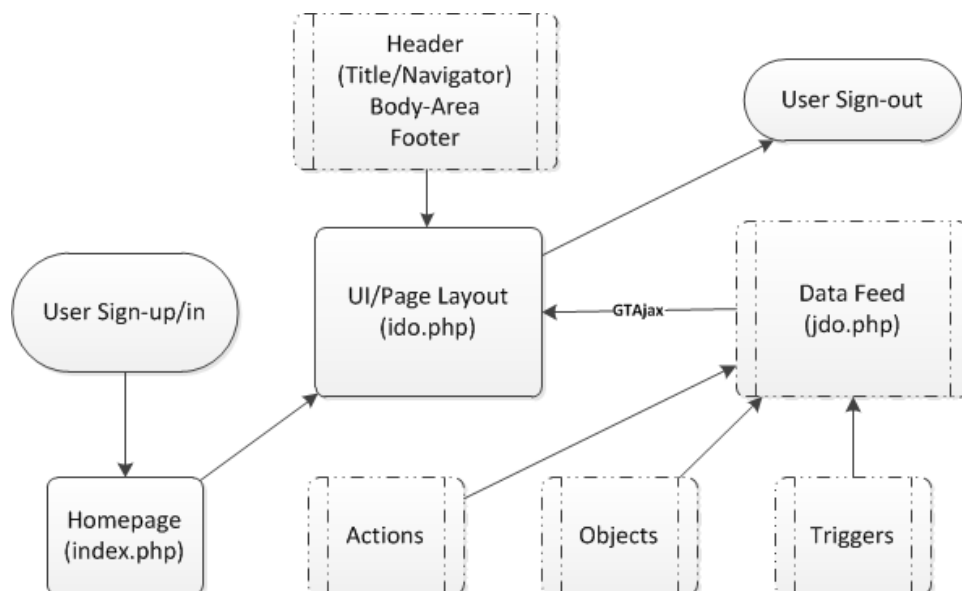 Header
(Title/Navigator)
Body-Area
Footer
User Sign-out
User Sign-up/in
UI/Page Layout
(ido.php)
GTAjax
Data Feed
(jdo.php)
Homepage
(index.php)
Actions
Objects
Triggers